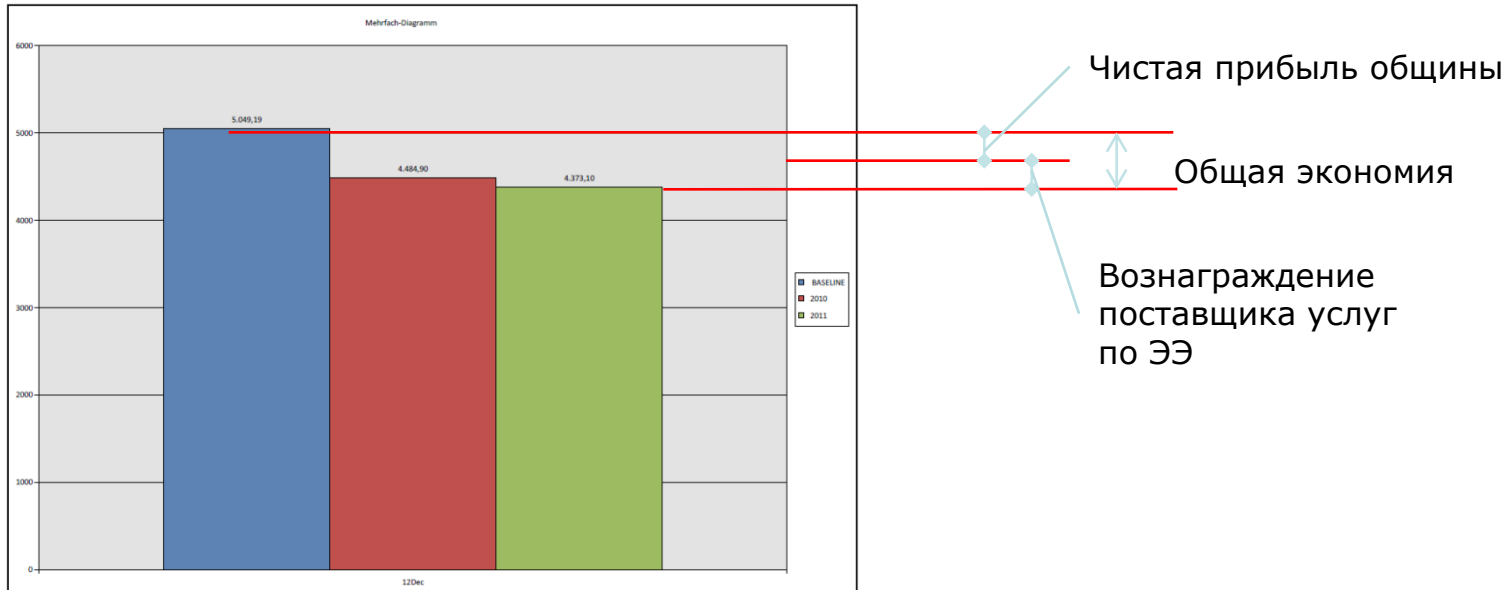 Mehrfach-Diagramm
6000
5000
4000
3000
2000
1000
0
5.049,19
4.484,90
4.373,10
12Dec
BASELINE
2010
2011
Чистая прибыль общины
Общая экономия
Вознаграждение
поставщика услуг
по ЭЭ